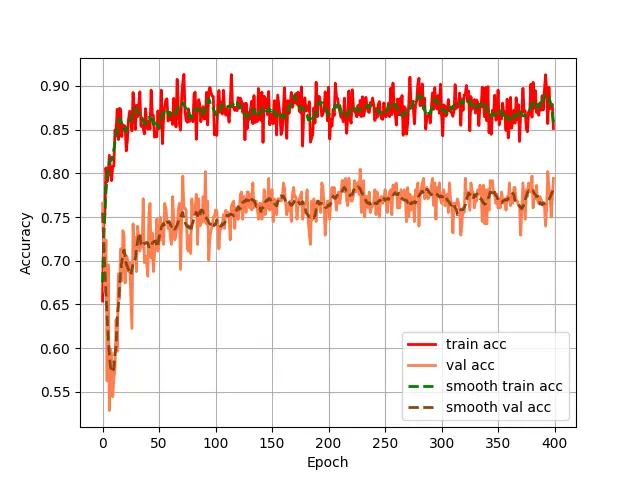 0.90
0.85
0.80
0.75
0.70
0.65
0.60
0.55
Accuracy
0 50 100 150 200 250 300 350 400
Epoch
train acc
val acc
smooth train acc
smooth val acc